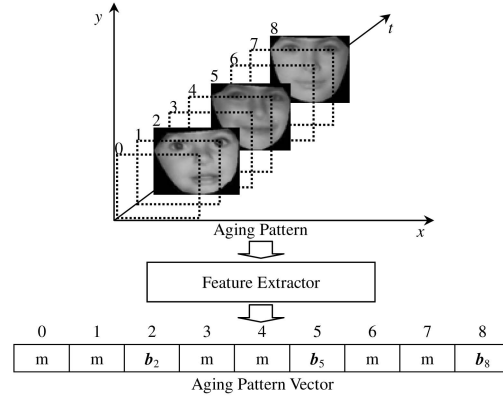 y
t
8
7
6
5
4
3
2
1
0
x
Aging Pattern
Feature Extractor
0 1 2 3 4 5 6 7 8
m m b2 m m b5 m m b8
Aging Pattern Vector